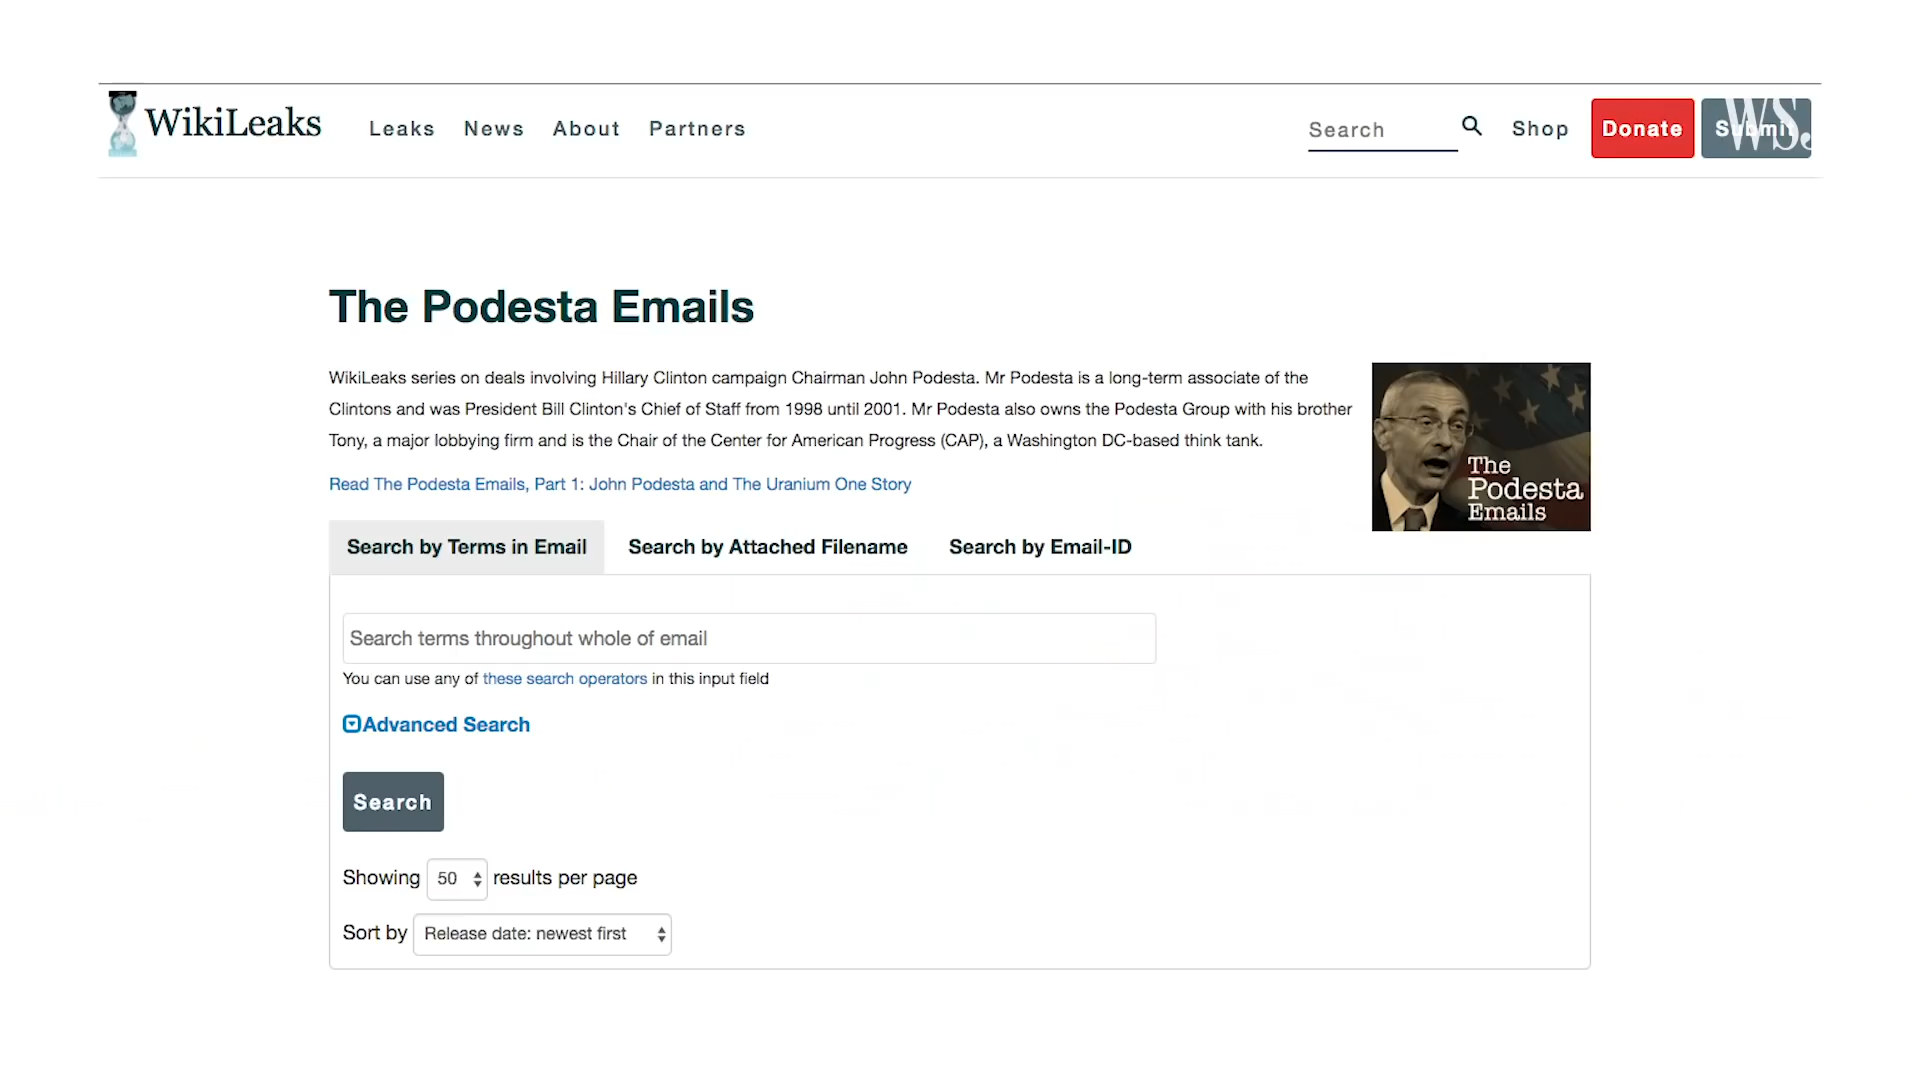 WikiLeaks
Leaks News About Partners
Search
Shop
Donate
Submit
WSJ
The Podesta Emails
WikiLeaks series on deals involving Hillary Clinton campaign Chairman John Podesta. Mr Podesta is a long-term associate of the
Clintons and was President Bill Clinton's Chief of Staff from 1998 until 2001. Mr Podesta also owns the Podesta Group with his brother
Tony, a major lobbying firm and is the Chair of the Center for American Progress (CAP), a Washington DC-based think tank.
Read The Podesta Emails, Part 1: John Podesta and The Uranium One Story
The
Podesta
Emails
Search by Terms in Email Search by Attached Filename Search by Email-ID
Search terms throughout whole of email
You can use any of these search operators in this input field
Advanced Search
Search
Showing 50 results per page
Sort by Release date: newest first